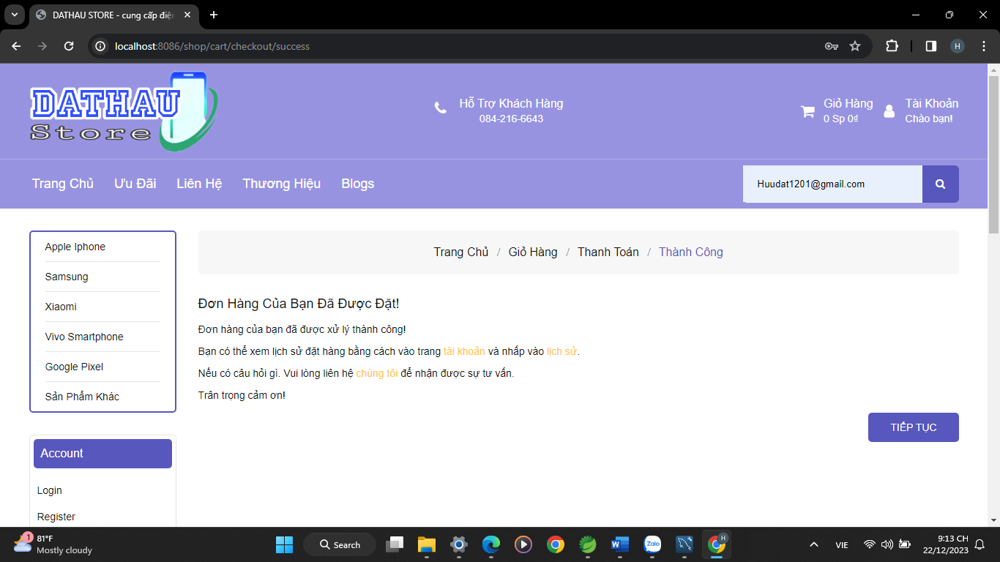 DATHAU STORE - cung cấp điện
localhost:8086/shop/cart/checkout/success
H
DATHAU
Store
Hỗ Trợ Khách Hàng
084-216-6643
Giỏ Hàng
0 Sp 0₫
Tài Khoản
Chào bạn!
Trang Chủ
Ưu Đãi
Liên Hệ
Thương Hiệu
Blogs
Huudat1201@gmail.com
Apple Iphone
Samsung
Xiaomi
Vivo Smartphone
Google Pixel
Sản Phẩm Khác
Trang Chủ / Giỏ Hàng / Thanh Toán / Thành Công
Đơn Hàng Của Bạn Đã Được Đặt!
Đơn hàng của bạn đã được xử lý thành công!
Bạn có thể xem lịch sử đặt hàng bằng cách vào trang tài khoản và nhấp vào lịch sử.
Nếu có câu hỏi gì. Vui lòng liên hệ chúng tôi để nhận được sự tư vấn.
Trân trọng cảm ơn!
TIẾP TỤC
Account
Login
Register
1
81°F
Mostly cloudy
Search
W
Zalo
H
VIE
9:13 CH
22/12/2023